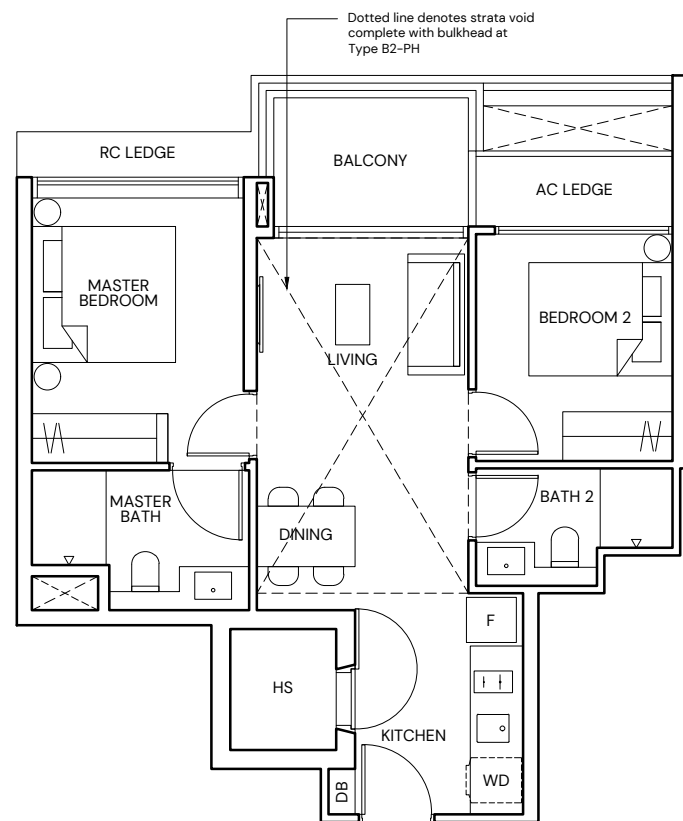 Dotted line denotes strata void
complete with bulkhead at
Type B2-PH
RC LEDGE
BALCONY
AC LEDGE
MASTER
BEDROOM
LIVING
BEDROOM 2
MASTER
BATH
DINING
BATH 2
F
HS
KITCHEN
WD
DB